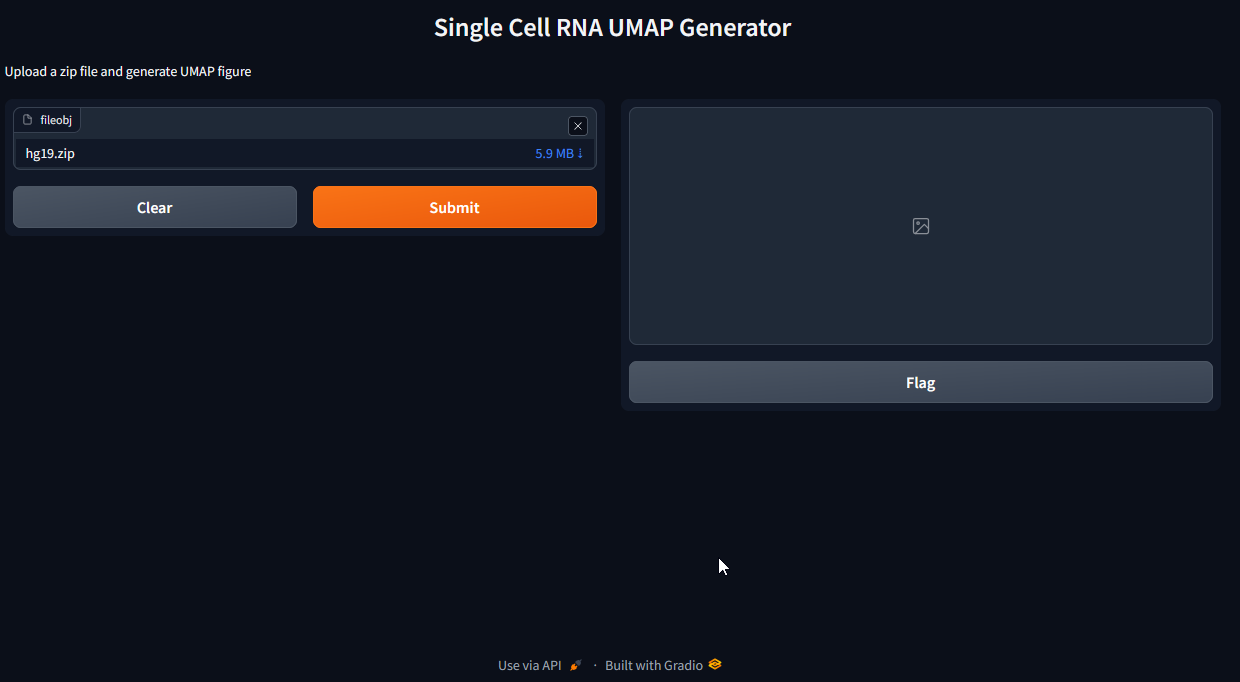 Single Cell RNA UMAP Generator
Upload a zip file and generate UMAP figure
fileobj
hg19.zip 5.9 MB ⇣
Clear Submit
Flag
Use via API · Built with Gradio